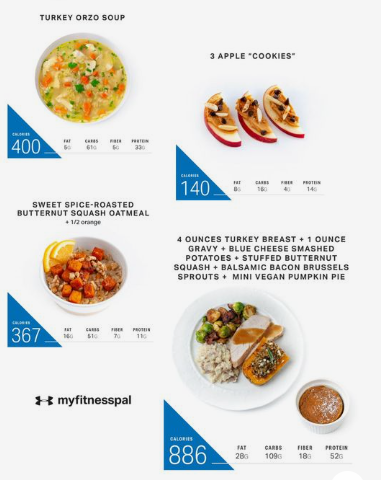 TURKEY ORZO SOUP
CALORIES
400
FAT CARBS FIBER PROTEIN
5G 61G 5G 33G
3 APPLE "COOKIES"
CALORIES
140
FAT CARBS FIBER PROTEIN
8G 15G 4G 14G
SWEET SPICE-ROASTED
BUTTERNUT SQUASH OATMEAL
+ 1/2 orange
CALORIES
367
FAT CARBS FIBER PROTEIN
16G 51G 7G 11G
4 OUNCES TURKEY BREAST + 1 OUNCE
GRAVY + BLUE CHEESE SMASHED
POTATOES + STUFFED BUTTERNUT
SQUASH + BALSAMIC BACON BRUSSELS
SPROUTS + MINI VEGAN PUMPKIN PIE
CALORIES
886
FAT CARBS FIBER PROTEIN
28G 109G 18G 52G
myfitnesspal